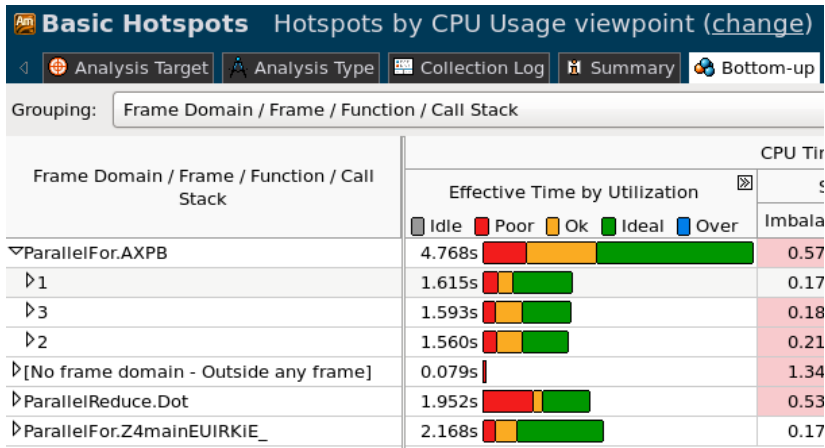 Basic Hotspots Hotspots by CPU Usage viewpoint (change)
Analysis Target Analysis Type Collection Log Summary Bottom-up
Grouping: Frame Domain / Frame / Function / Call Stack
CPU Tir
Frame Domain / Frame / Function / Call
Stack
Effective Time by Utilization S
Idle Poor Ok Ideal Over Imbala
ParallelFor.AXPB 4.768s 0.57
1 1.615s 0.17
3 1.593s 0.18
2 1.560s 0.21
[No frame domain - Outside any frame] 0.079s 1.34
ParallelReduce.Dot 1.952s 0.53
ParallelFor.Z4mainEUlRKiE_ 2.168s 0.17